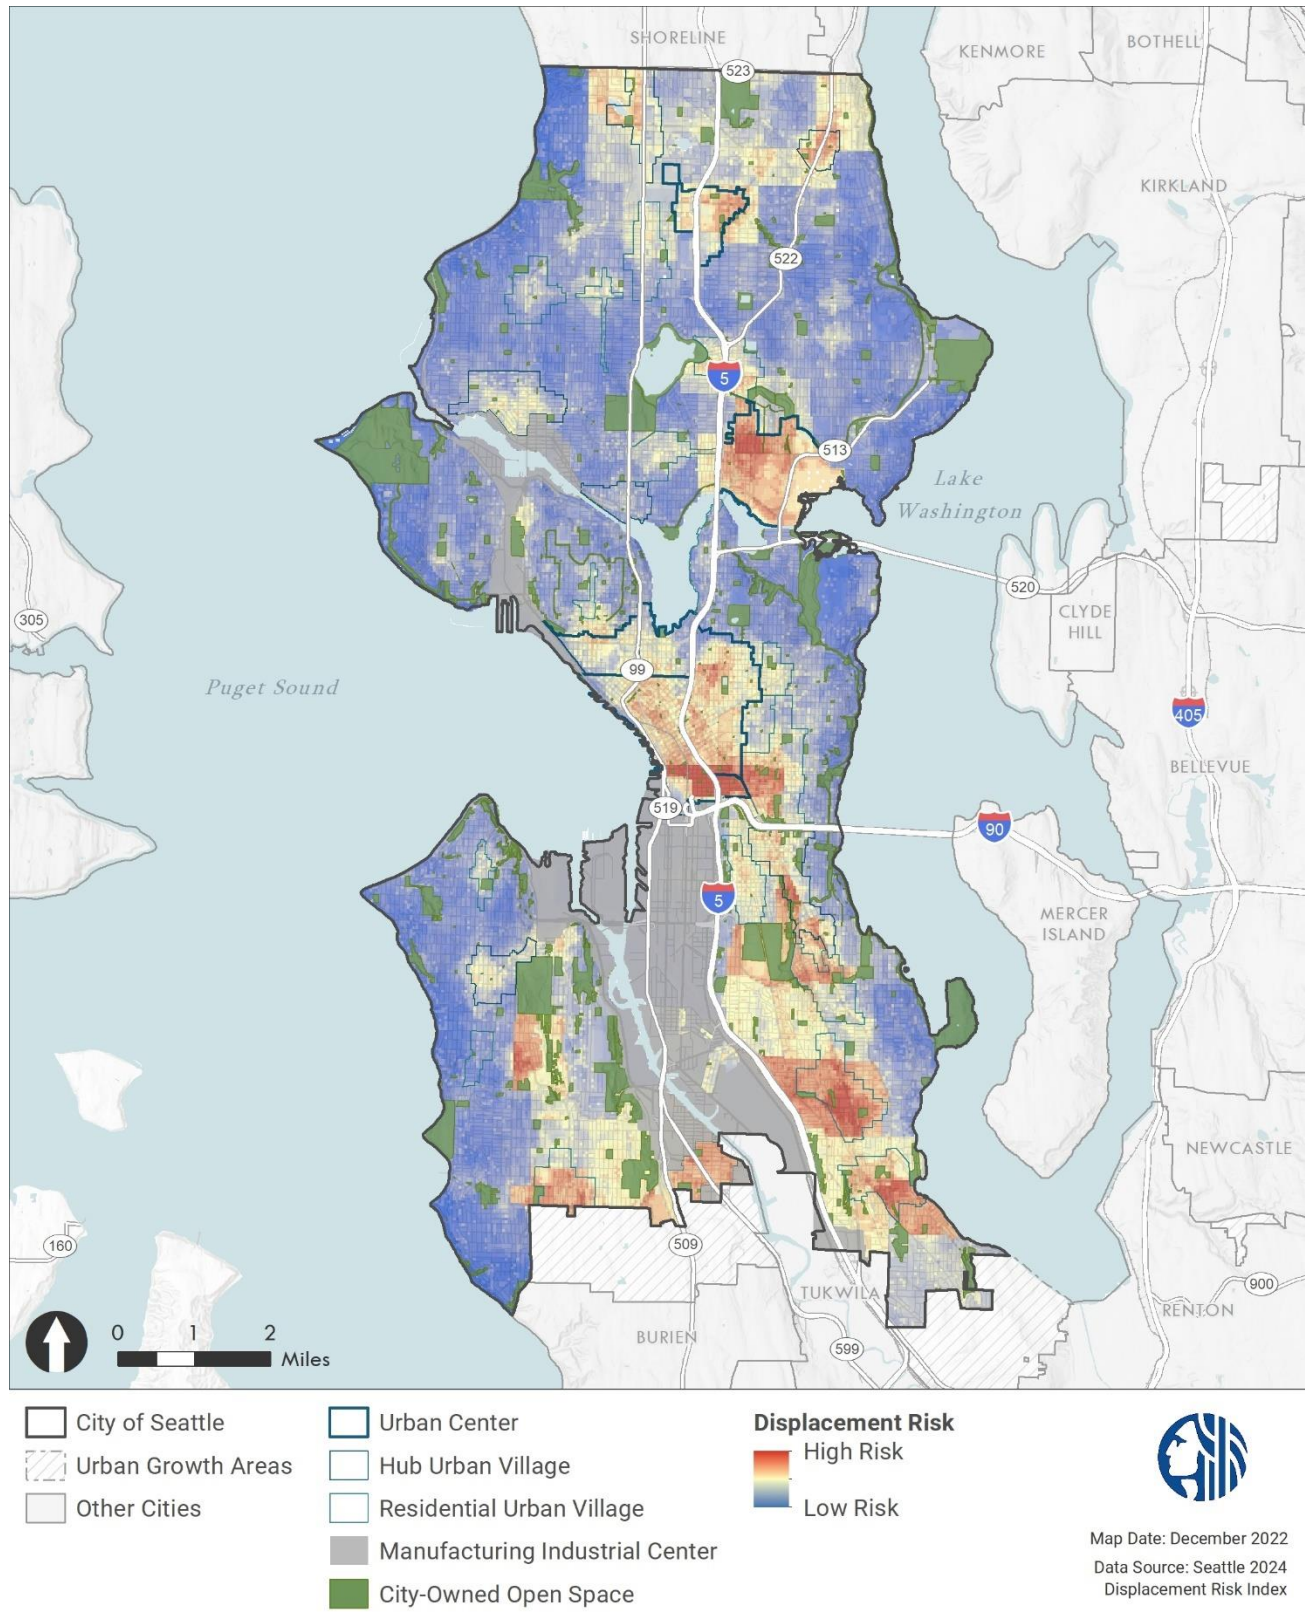 SHORELINE
KENMORE
BOTHELL
523
KIRKLAND
522
5
513
Lake
Washington
520
CLYDE
HILL
305
99
Puget Sound
405
BELLEVUE
519
90
5
MERCER
ISLAND
NEWCASTLE
509
160
TUKWILA
900
RENTON
BURIEN
599
0 1 2
Miles
City of Seattle
Urban Growth Areas
Other Cities
Urban Center
Hub Urban Village
Residential Urban Village
Manufacturing Industrial Center
City-Owned Open Space
Displacement Risk
High Risk
Low Risk
Map Date: December 2022
Data Source: Seattle 2024
Displacement Risk Index